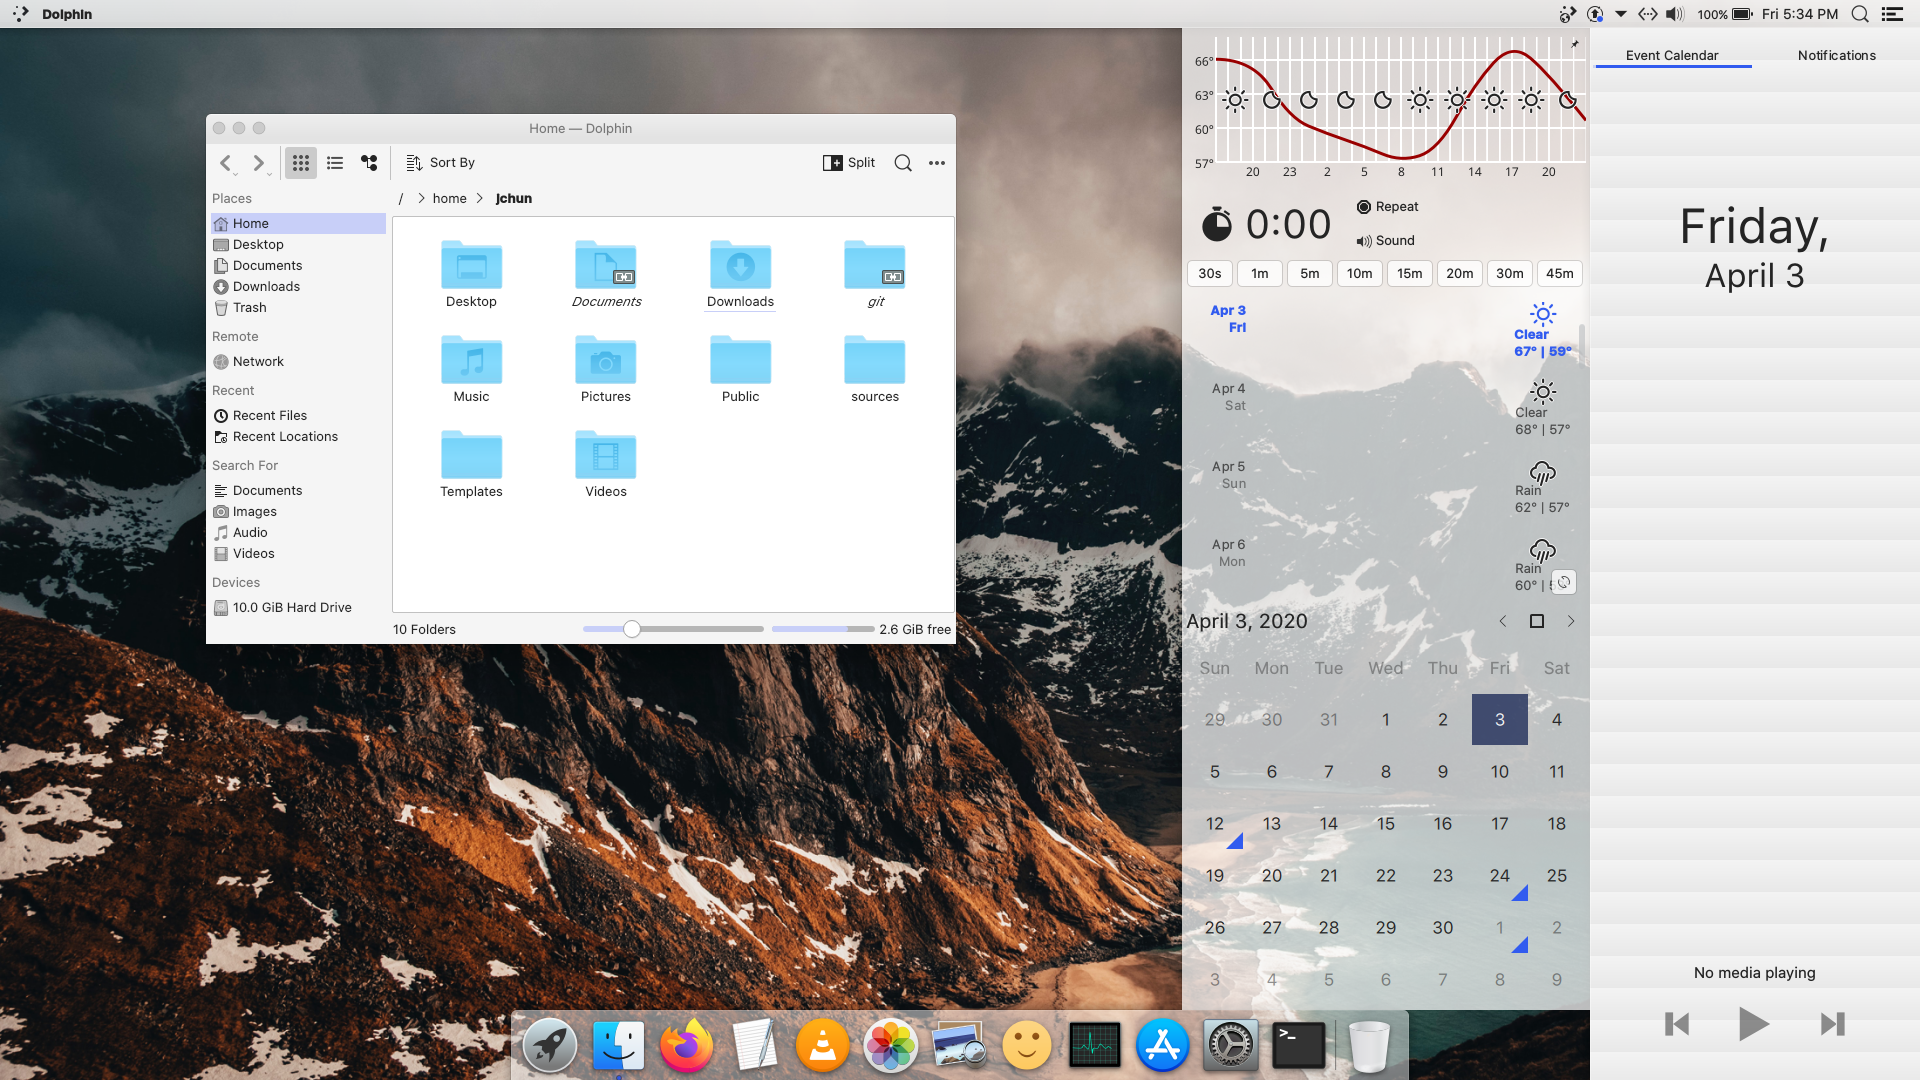 Dolphin
100%
Fri 5:34 PM
Home — Dolphin
Sort By
Split
Places
Home
Desktop
Documents
Downloads
Trash
Remote
Network
Recent
Recent Files
Recent Locations
Search For
Documents
Images
Audio
Videos
Devices
10.0 GiB Hard Drive
/ > home > jchun
Desktop
Documents
Downloads
git
Music
Pictures
Public
sources
Templates
Videos
10 Folders
2.6 GiB free
66°
63°
60°
57°
20 23 2 5 8 11 14 17 20
0:00
Repeat
Sound
30s 1m 5m 10m 15m 20m 30m 45m
Apr 3
Fri
Clear
67° | 59°
Apr 4
Sat
Clear
68° | 57°
Apr 5
Sun
Rain
62° | 57°
Apr 6
Mon
Rain
60° |
April 3, 2020
Sun Mon Tue Wed Thu Fri Sat
29 30 31 1 2 3 4
5 6 7 8 9 10 11
12 13 14 15 16 17 18
19 20 21 22 23 24 25
26 27 28 29 30 1 2
3 4 5 6 7 8 9
Event Calendar
Notifications
Friday,
April 3
No media playing
>_